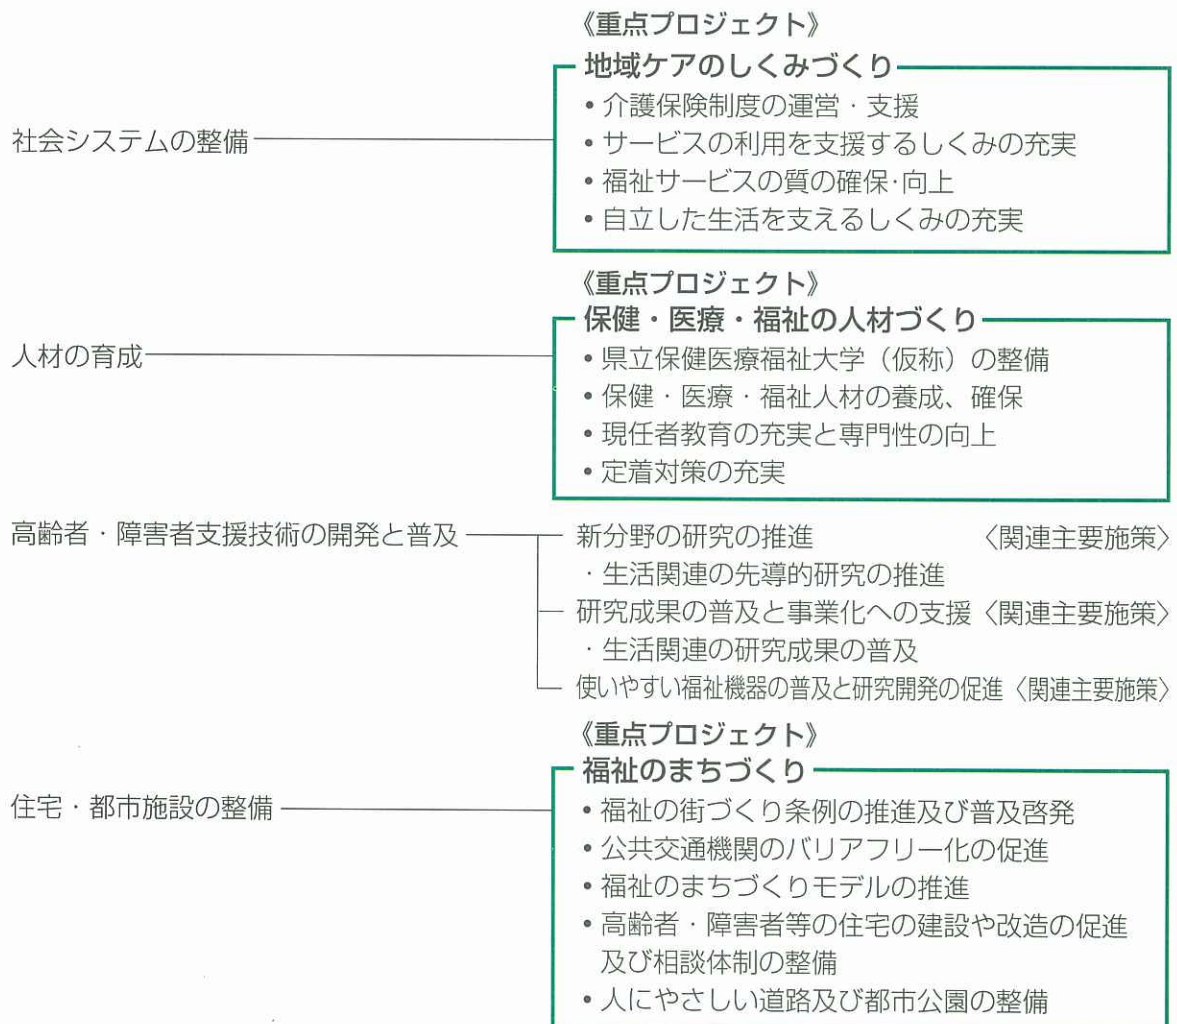 《重点プロジェクト》
地域ケアのしくみづくり
社会システムの整備
• 介護保険制度の運営・支援
• サービスの利用を支援するしくみの充実
• 福祉サービスの質の確保・向上
• 自立した生活を支えるしくみの充実
《重点プロジェクト》
保健・医療・福祉の人材づくり
人材の育成
• 県立保健医療福祉大学（仮称）の整備
• 保健・医療・福祉人材の養成、確保
• 現任者教育の充実と専門性の向上
• 定着対策の充実
高齢者・障害者支援技術の開発と普及
新分野の研究の推進 〈関連主要施策〉
・生活関連の先導的研究の推進
研究成果の普及と事業化への支援 〈関連主要施策〉
・生活関連の研究成果の普及
使いやすい福祉機器の普及と研究開発の促進 〈関連主要施策〉
《重点プロジェクト》
福祉のまちづくり
住宅・都市施設の整備
• 福祉の街づくり条例の推進及び普及啓発
• 公共交通機関のバリアフリー化の促進
• 福祉のまちづくりモデルの推進
• 高齢者・障害者等の住宅の建設や改造の促進
及び相談体制の整備
• 人にやさしい道路及び都市公園の整備